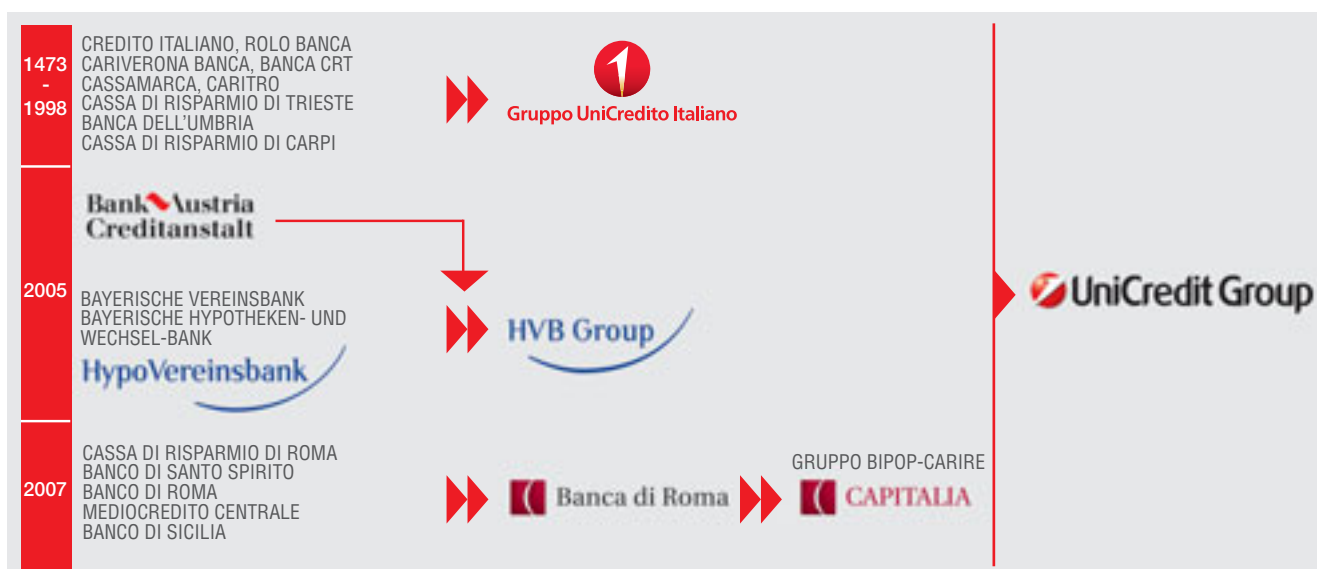 1473
-
1998
CREDITO ITALIANO, ROLO BANCA
CARIVERONA BANCA, BANCA CRT
CASSAMARCA, CARITRO
CASSA DI RISPARMIO DI TRIESTE
BANCA DELL'UMBRIA
CASSA DI RISPARMIO DI CARPI
1
Gruppo UniCredito Italiano
2005
Bank Austria
Creditanstalt
BAYERISCHE VEREINSBANK
BAYERISCHE HYPOTHEKEN- UND
WECHSEL-BANK
HypoVereinsbank
HVB Group
2007
CASSA DI RISPARMIO DI ROMA
BANCO DI SANTO SPIRITO
BANCO DI ROMA
MEDIOCREDITO CENTRALE
BANCO DI SICILIA
Banca di Roma
GRUPPO BIPOP-CARIRE
CAPITALIA
UniCredit Group